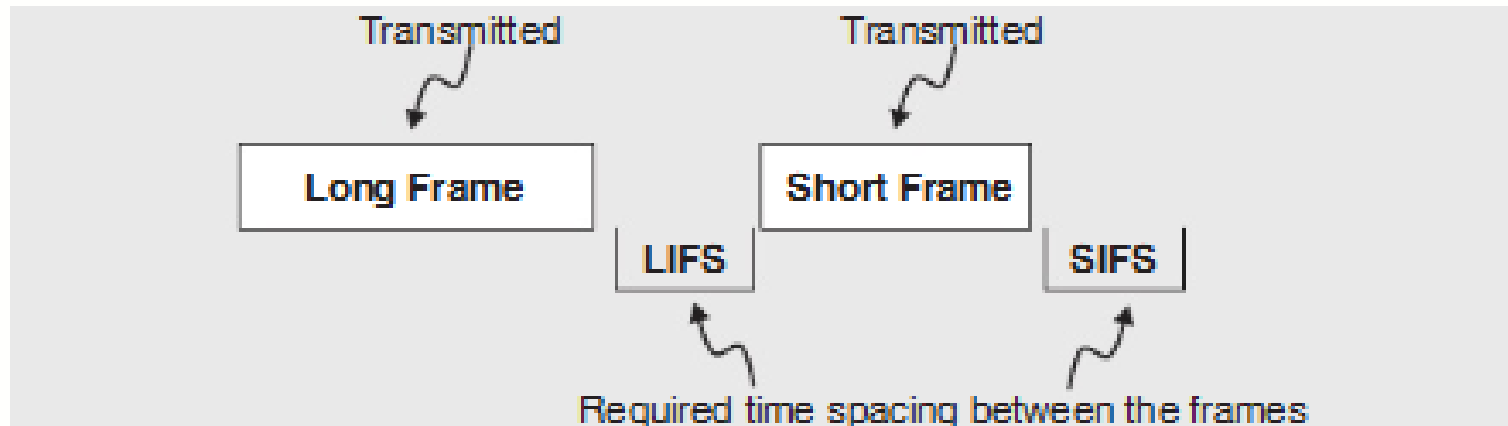 Transmitted Transmitted
Long Frame Short Frame
LIFS SIFS
Required time spacing between the frames